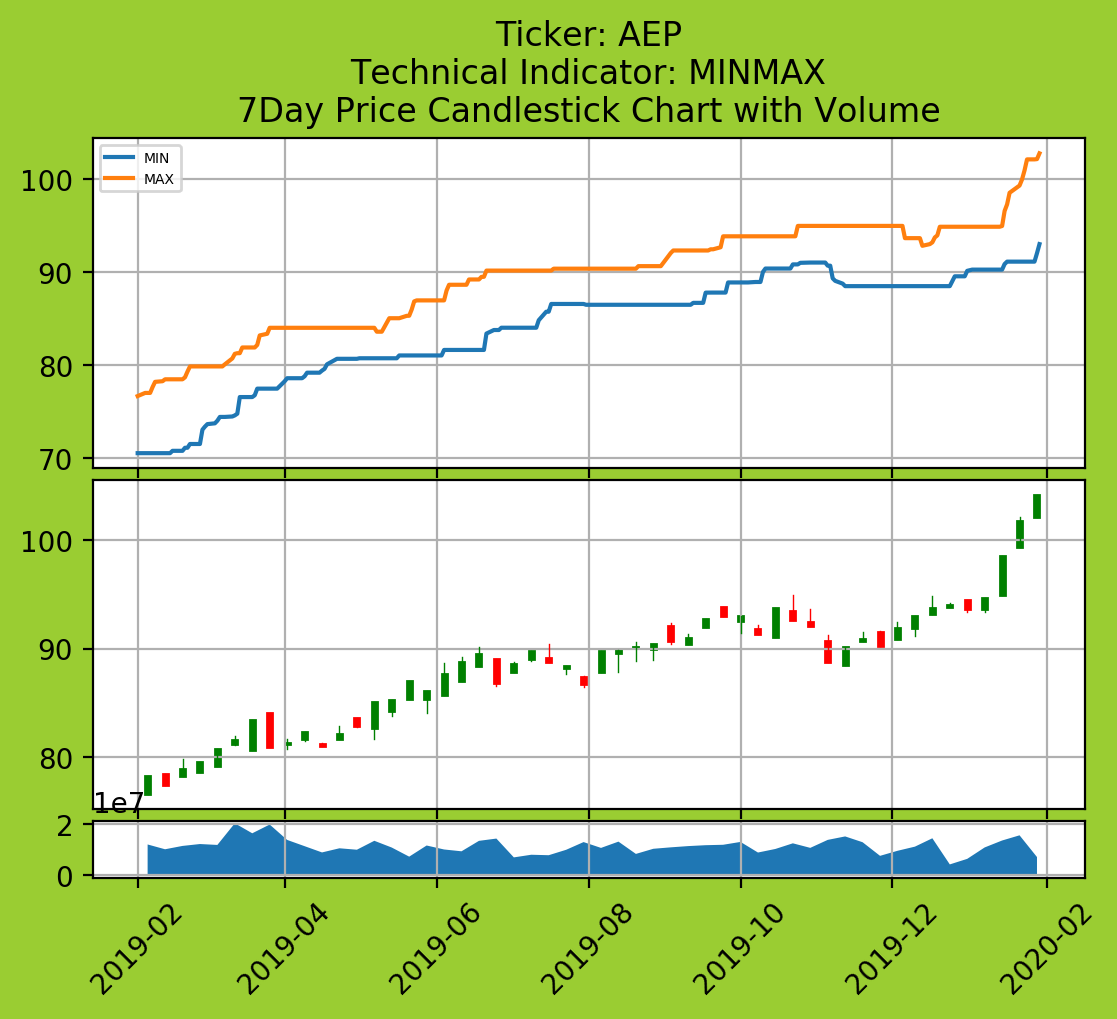 Ticker: AEP
Technical Indicator: MINMAX
7Day Price Candlestick Chart with Volume
MIN
MAX
100
90
80
70
100
90
80
1e7
2
0
2019-02
2019-04
2019-06
2019-08
2019-10
2019-12
2020-02